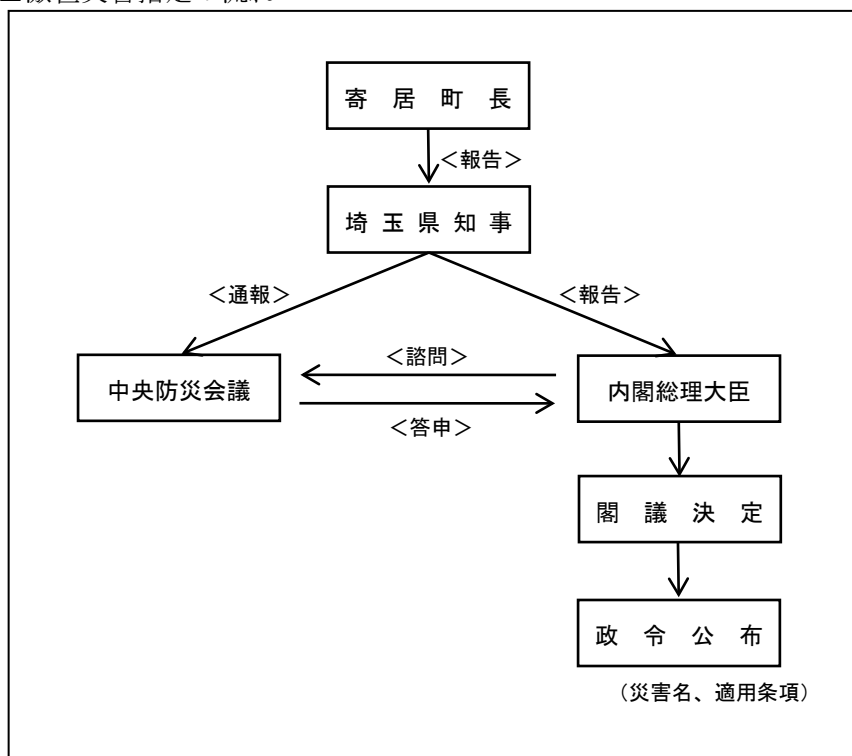 寄居町長
＜報告＞
埼玉県知事
＜通報＞
＜報告＞
＜諮問＞
中央防災会議
内閣総理大臣
＜答申＞
閣議決定
政令公布
（災害名、適用条項）